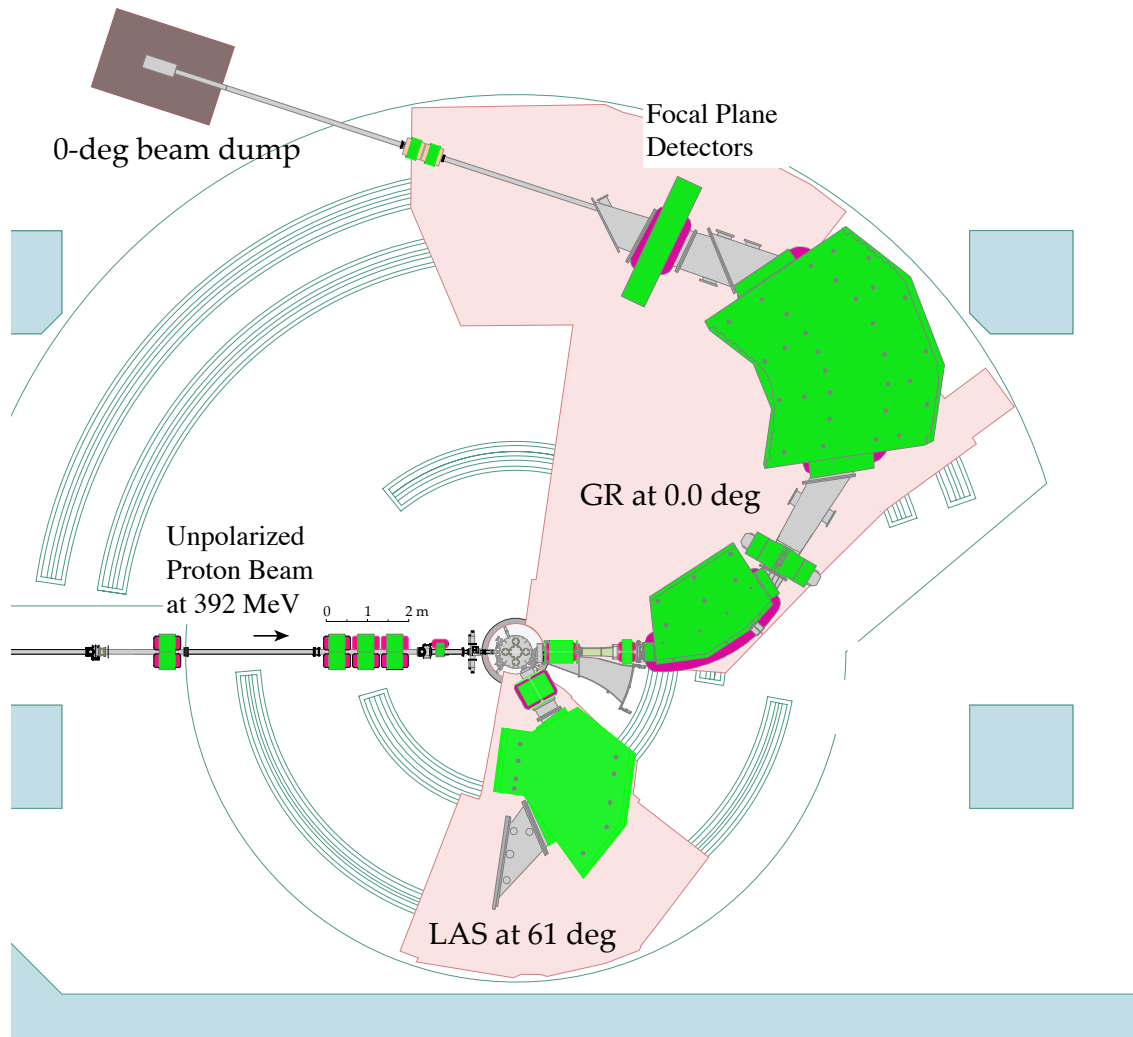 Focal Plane
Detectors
0-deg beam dump
GR at 0.0 deg
Unpolarized
Proton Beam
at 392 MeV
0 1 2 m
LAS at 61 deg